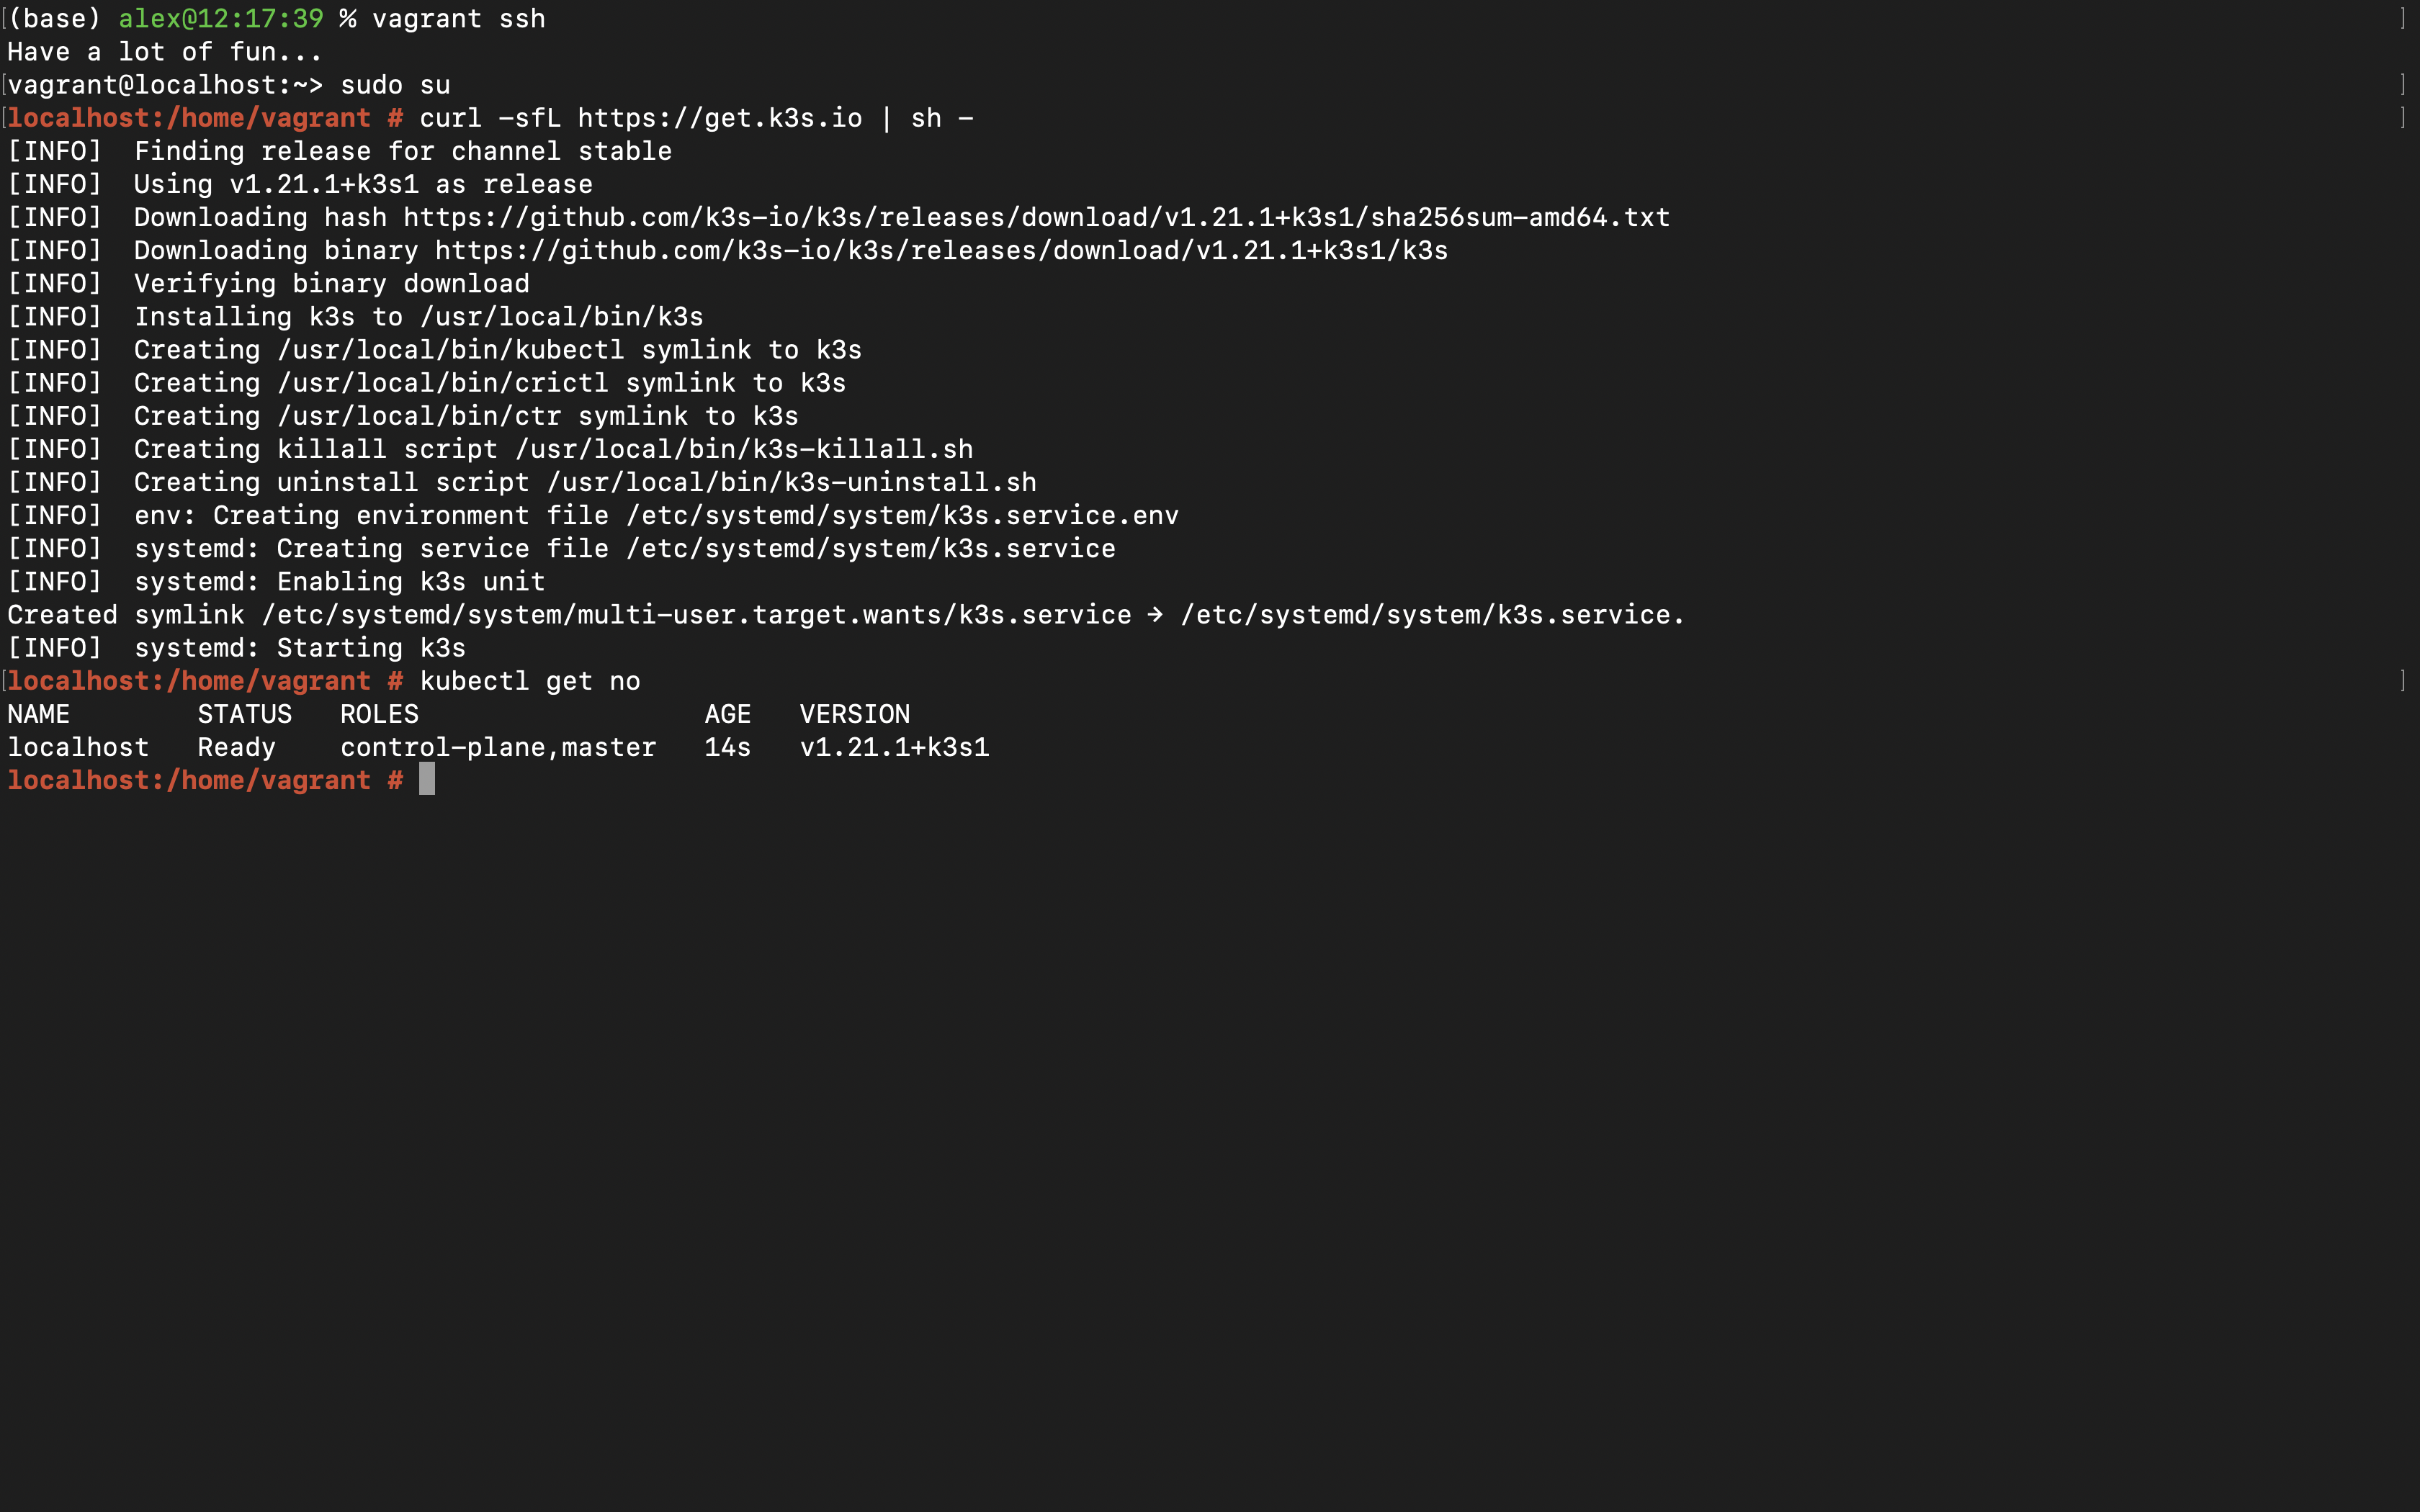 [(base) alex@12:17:39 % vagrant ssh ]
Have a lot of fun...
[vagrant@localhost:~> sudo su ]
[localhost:/home/vagrant # curl -sfL https://get.k3s.io | sh - ]
[INFO]  Finding release for channel stable
[INFO]  Using v1.21.1+k3s1 as release
[INFO]  Downloading hash https://github.com/k3s-io/k3s/releases/download/v1.21.1+k3s1/sha256sum-amd64.txt
[INFO]  Downloading binary https://github.com/k3s-io/k3s/releases/download/v1.21.1+k3s1/k3s
[INFO]  Verifying binary download
[INFO]  Installing k3s to /usr/local/bin/k3s
[INFO]  Creating /usr/local/bin/kubectl symlink to k3s
[INFO]  Creating /usr/local/bin/crictl symlink to k3s
[INFO]  Creating /usr/local/bin/ctr symlink to k3s
[INFO]  Creating killall script /usr/local/bin/k3s-killall.sh
[INFO]  Creating uninstall script /usr/local/bin/k3s-uninstall.sh
[INFO]  env: Creating environment file /etc/systemd/system/k3s.service.env
[INFO]  systemd: Creating service file /etc/systemd/system/k3s.service
[INFO]  systemd: Enabling k3s unit
Created symlink /etc/systemd/system/multi-user.target.wants/k3s.service → /etc/systemd/system/k3s.service.
[INFO]  systemd: Starting k3s
[localhost:/home/vagrant # kubectl get no ]
NAME        STATUS   ROLES                  AGE   VERSION
localhost   Ready    control-plane,master   14s   v1.21.1+k3s1
localhost:/home/vagrant #